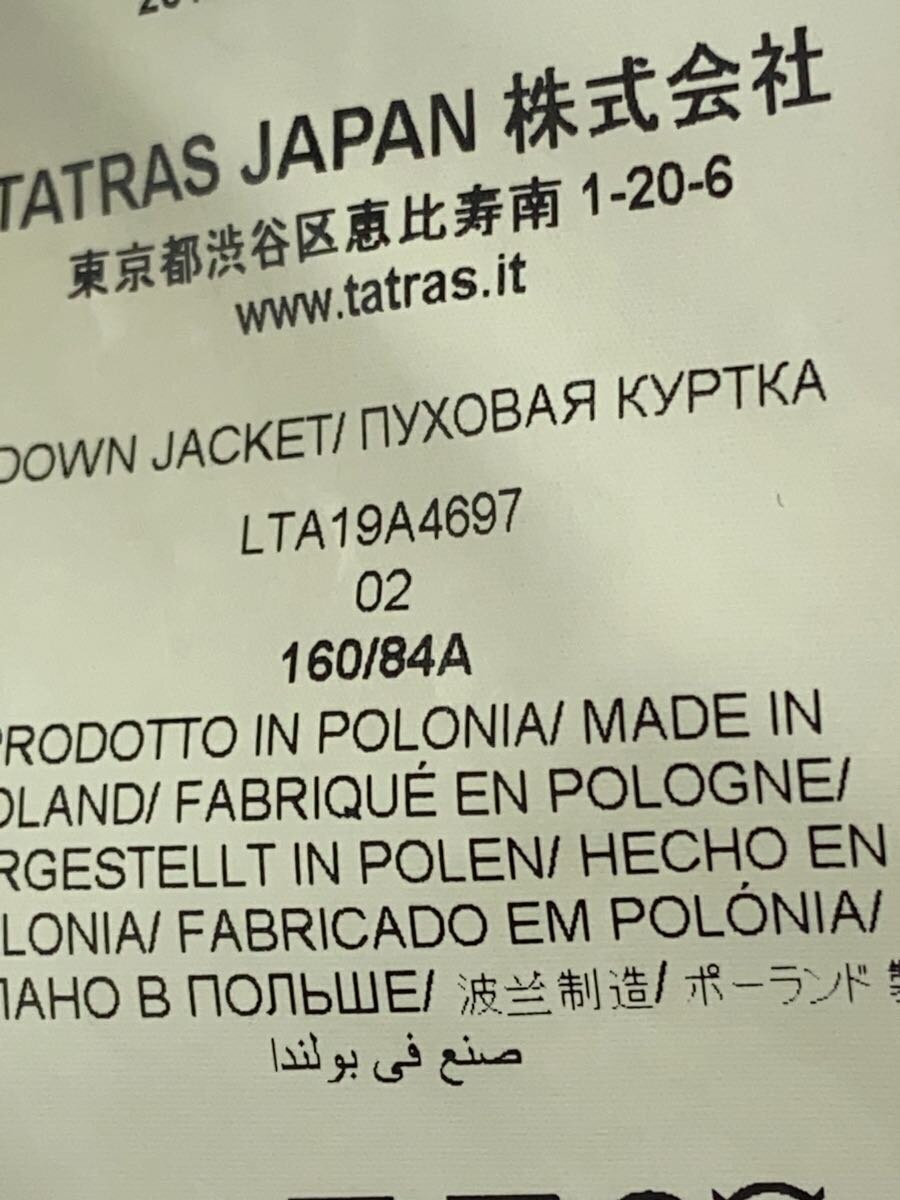 TATRAS JAPAN 株式会社
東京都渋谷区恵比寿南 1-20-6
www.tatras.it
DOWN JACKET/ ПУХОВАЯ КУРТКА
LTA19A4697
02
160/84A
PRODOTTO IN POLONIA/ MADE IN
OLAND/ FABRIQUÉ EN POLOGNE/
RGESTELLT IN POLEN/ HECHO EN
LONIA/ FABRICADO EM POLÓNIA/
ЛАНО В ПОЛЬШЕ/ 波兰制造/ ポーランド
صنع في بولندا